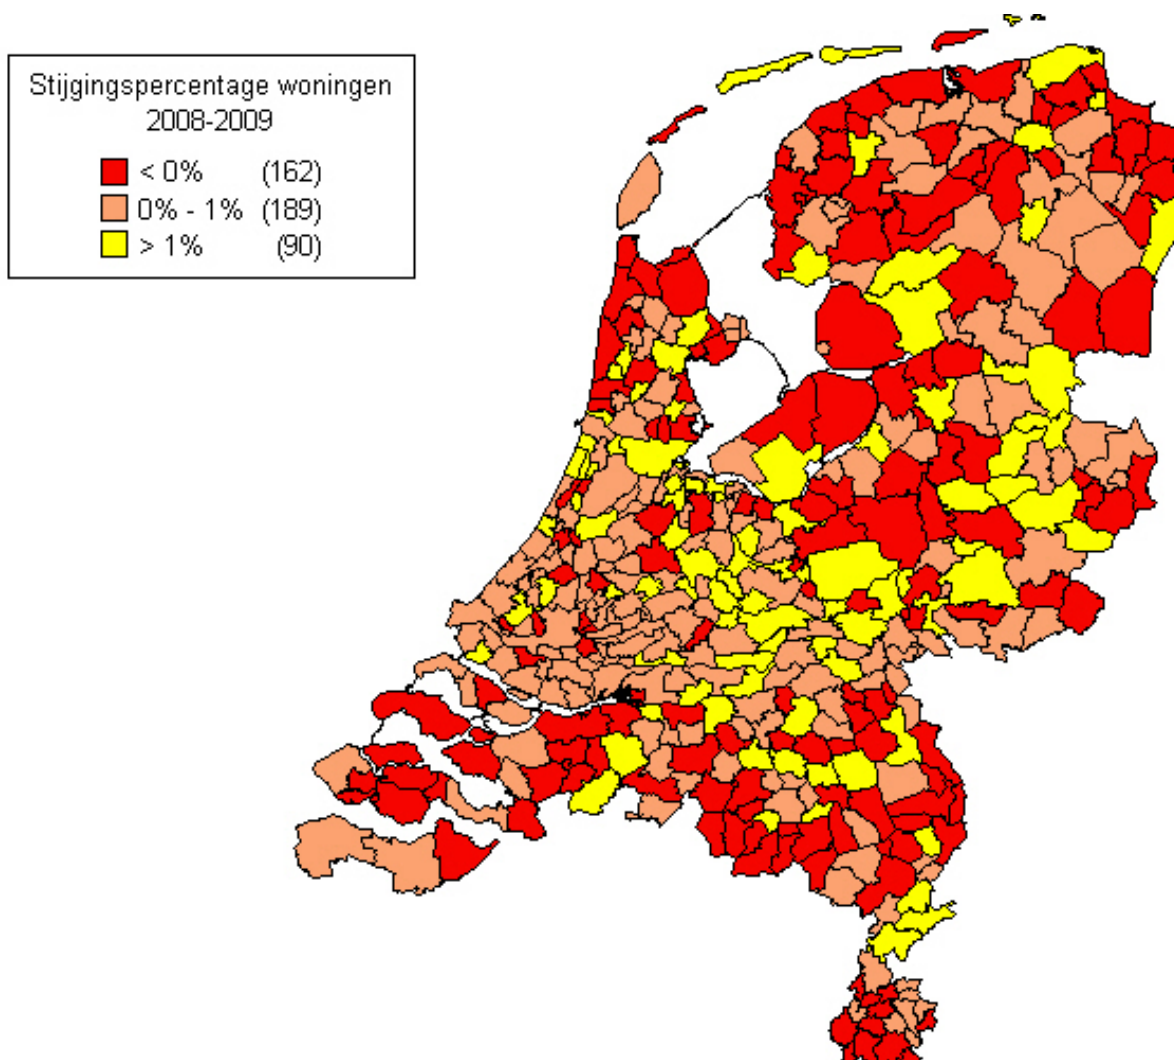 Stijgingspercentage woningen
2008-2009
< 0% (162)
0% - 1% (189)
> 1% (90)